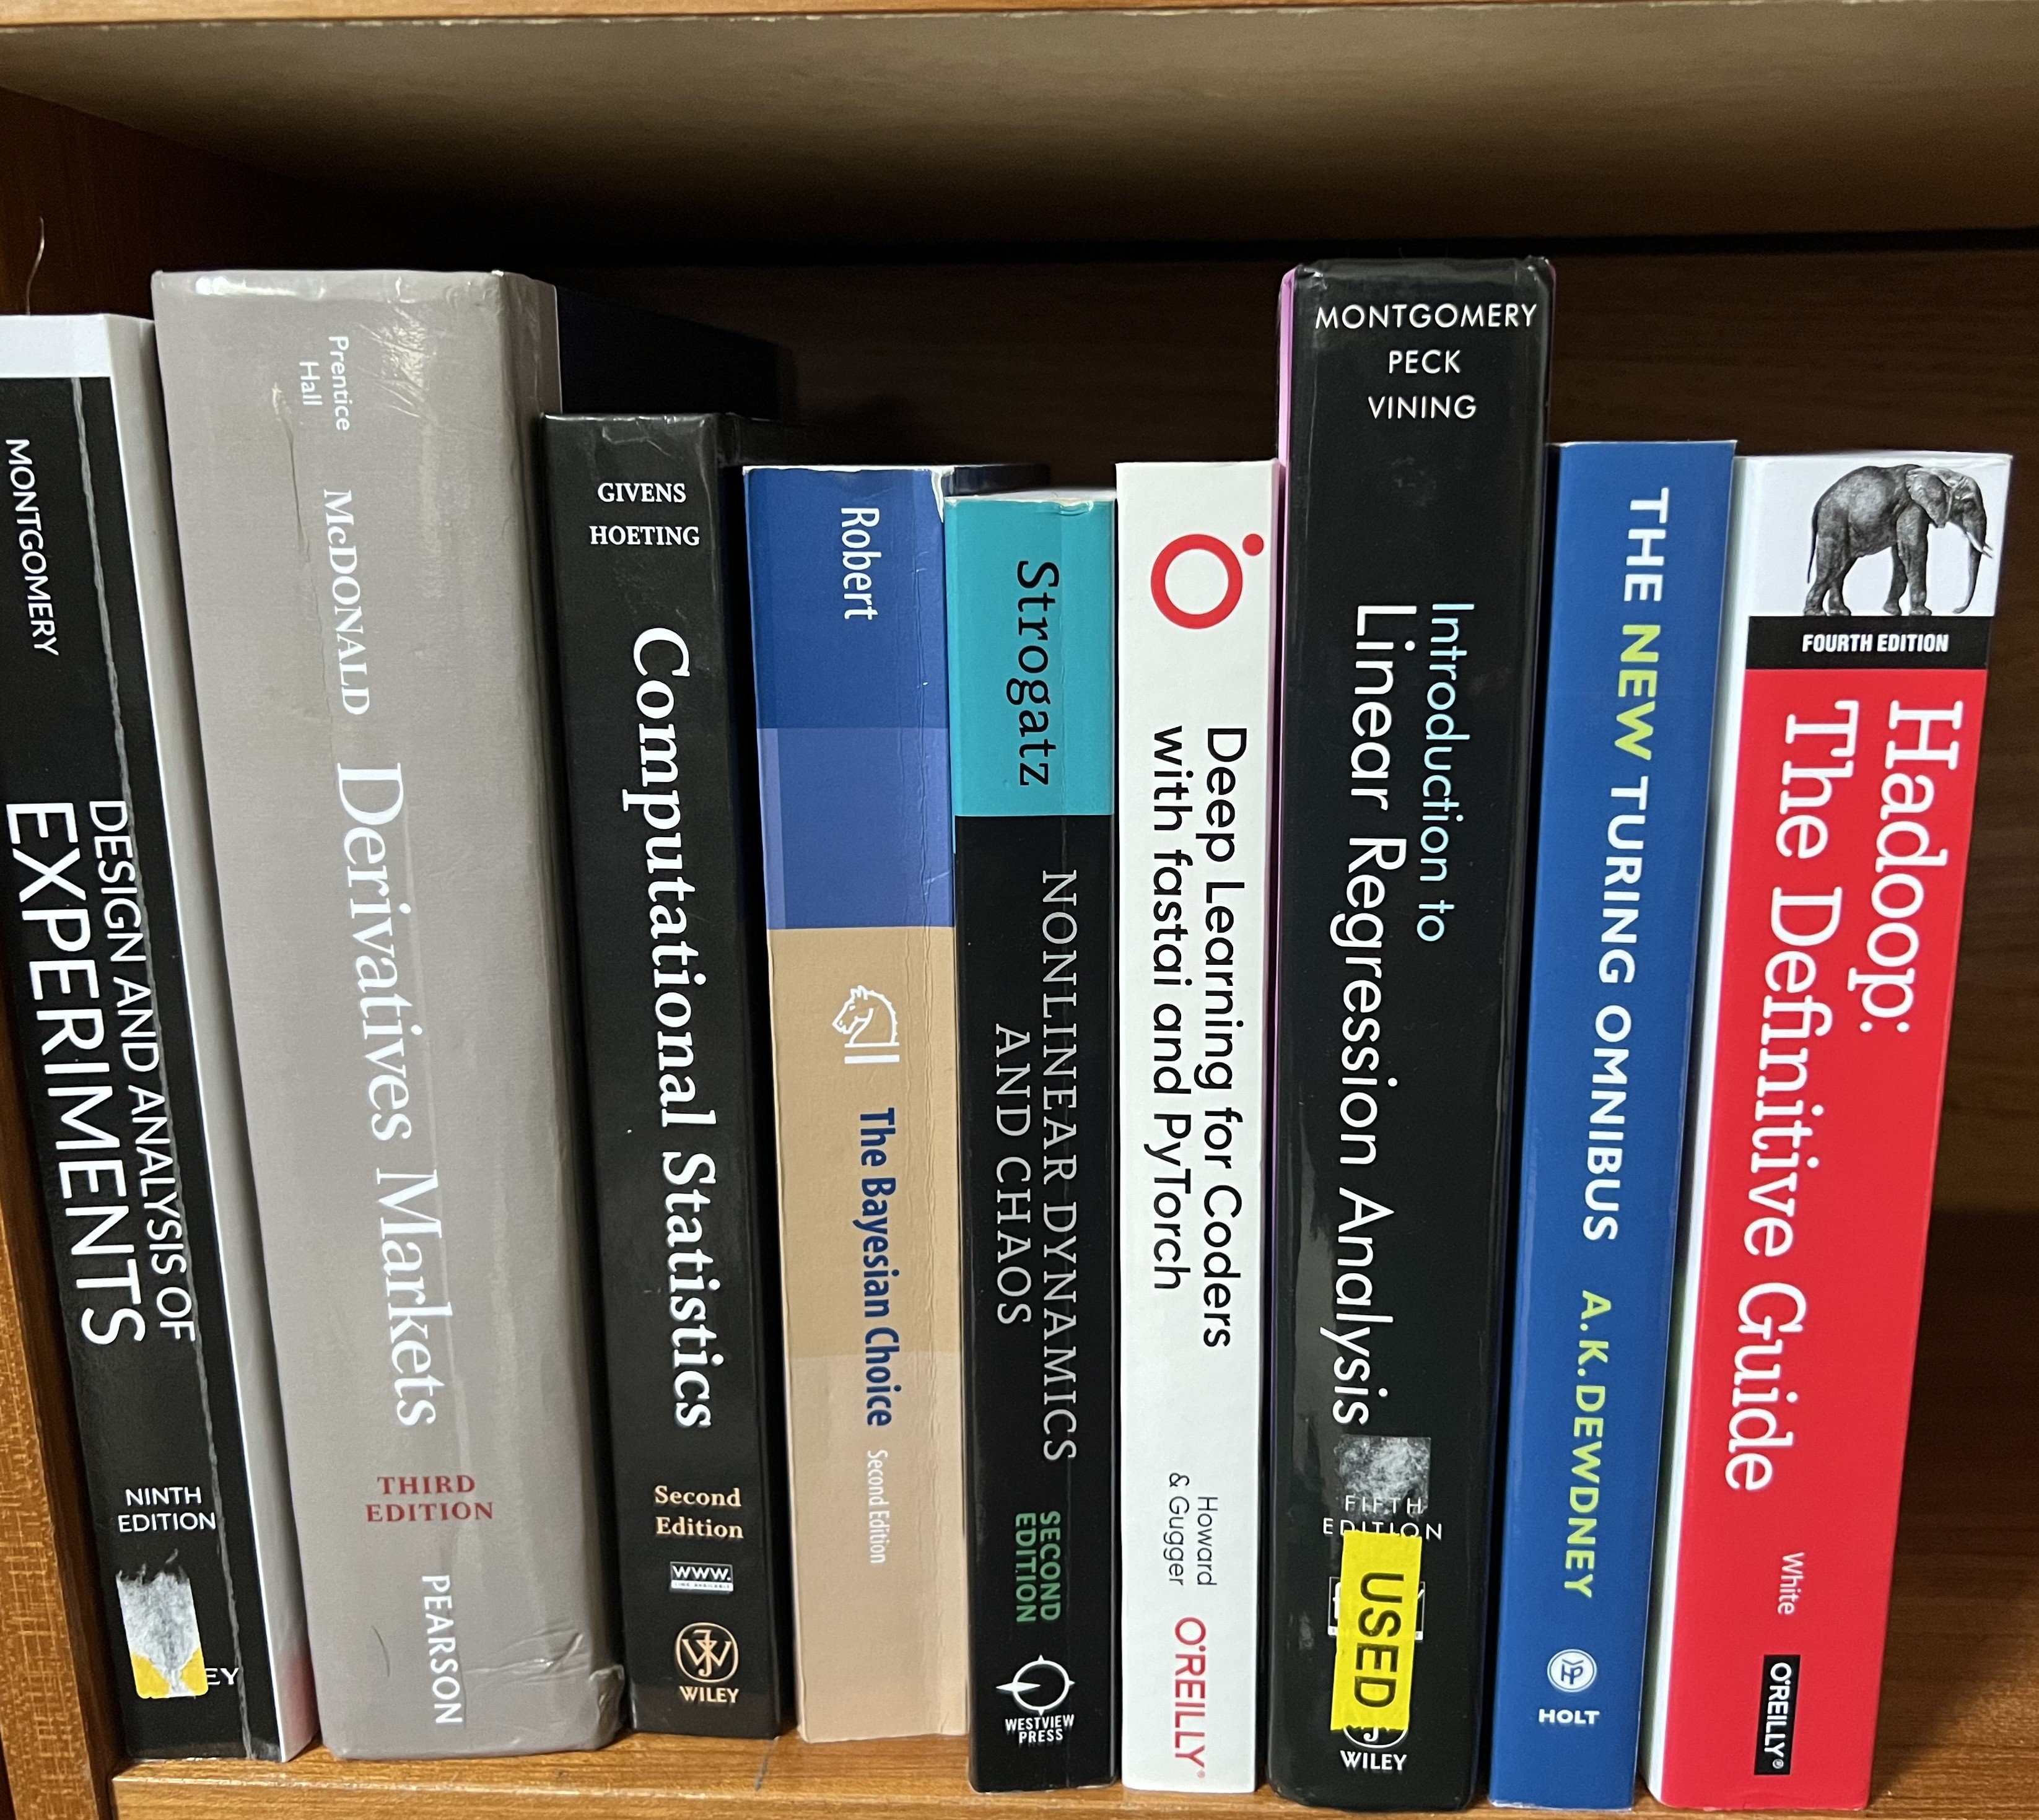 MONTGOMERY
DESIGN AND ANALYSIS OF
EXPERIMENTS
NINTH
EDITION
EY
Prentice
Hall
McDONALD
Derivatives Markets
THIRD
EDITION
PEARSON
GIVENS
HOETING
Computational Statistics
Second
Edition
WWW.
WILEY
Robert
The Bayesian Choice
Second Edition
Strogatz
NONLINEAR DYNAMICS
AND CHAOS
SECOND
EDITION
WESTVIEW
PRESS
Deep Learning for Coders
with fastai and PyTorch
Howard
& Gugger
O'REILLY®
MONTGOMERY
PECK
VINING
Introduction to
Linear Regression Analysis
FIFTH
EDITION
USED
WILEY
THE NEW TURING OMNIBUS
A.K. DEWDNEY
HOLT
FOURTH EDITION
Hadoop:
The Definitive Guide
White
O'REILLY®